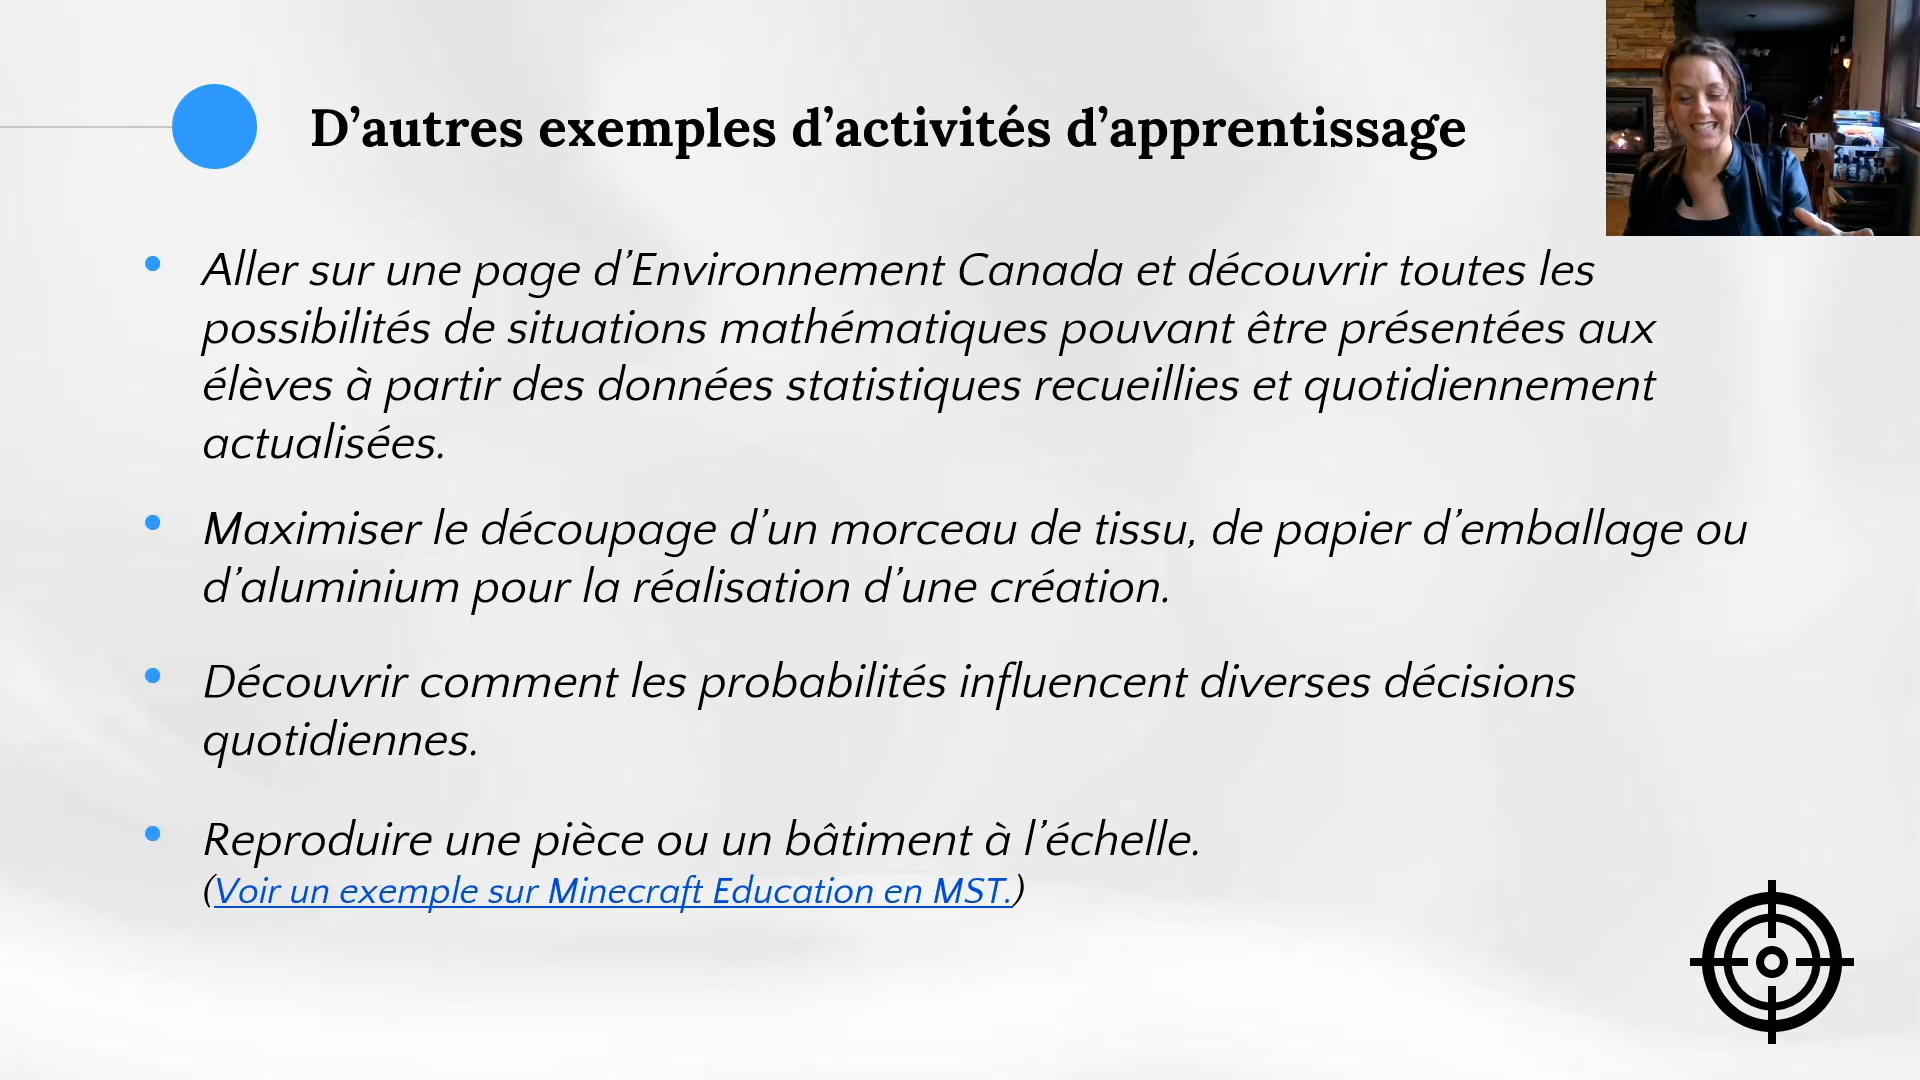 D’autres exemples d’activités d’apprentissage
• Aller sur une page d’Environnement Canada et découvrir toutes les
possibilités de situations mathématiques pouvant être présentées aux
élèves à partir des données statistiques recueillies et quotidiennement
actualisées.
• Maximiser le découpage d’un morceau de tissu, de papier d’emballage ou
d’aluminium pour la réalisation d’une création.
• Découvrir comment les probabilités influencent diverses décisions
quotidiennes.
• Reproduire une pièce ou un bâtiment à l’échelle.
(Voir un exemple sur Minecraft Education en MST.)